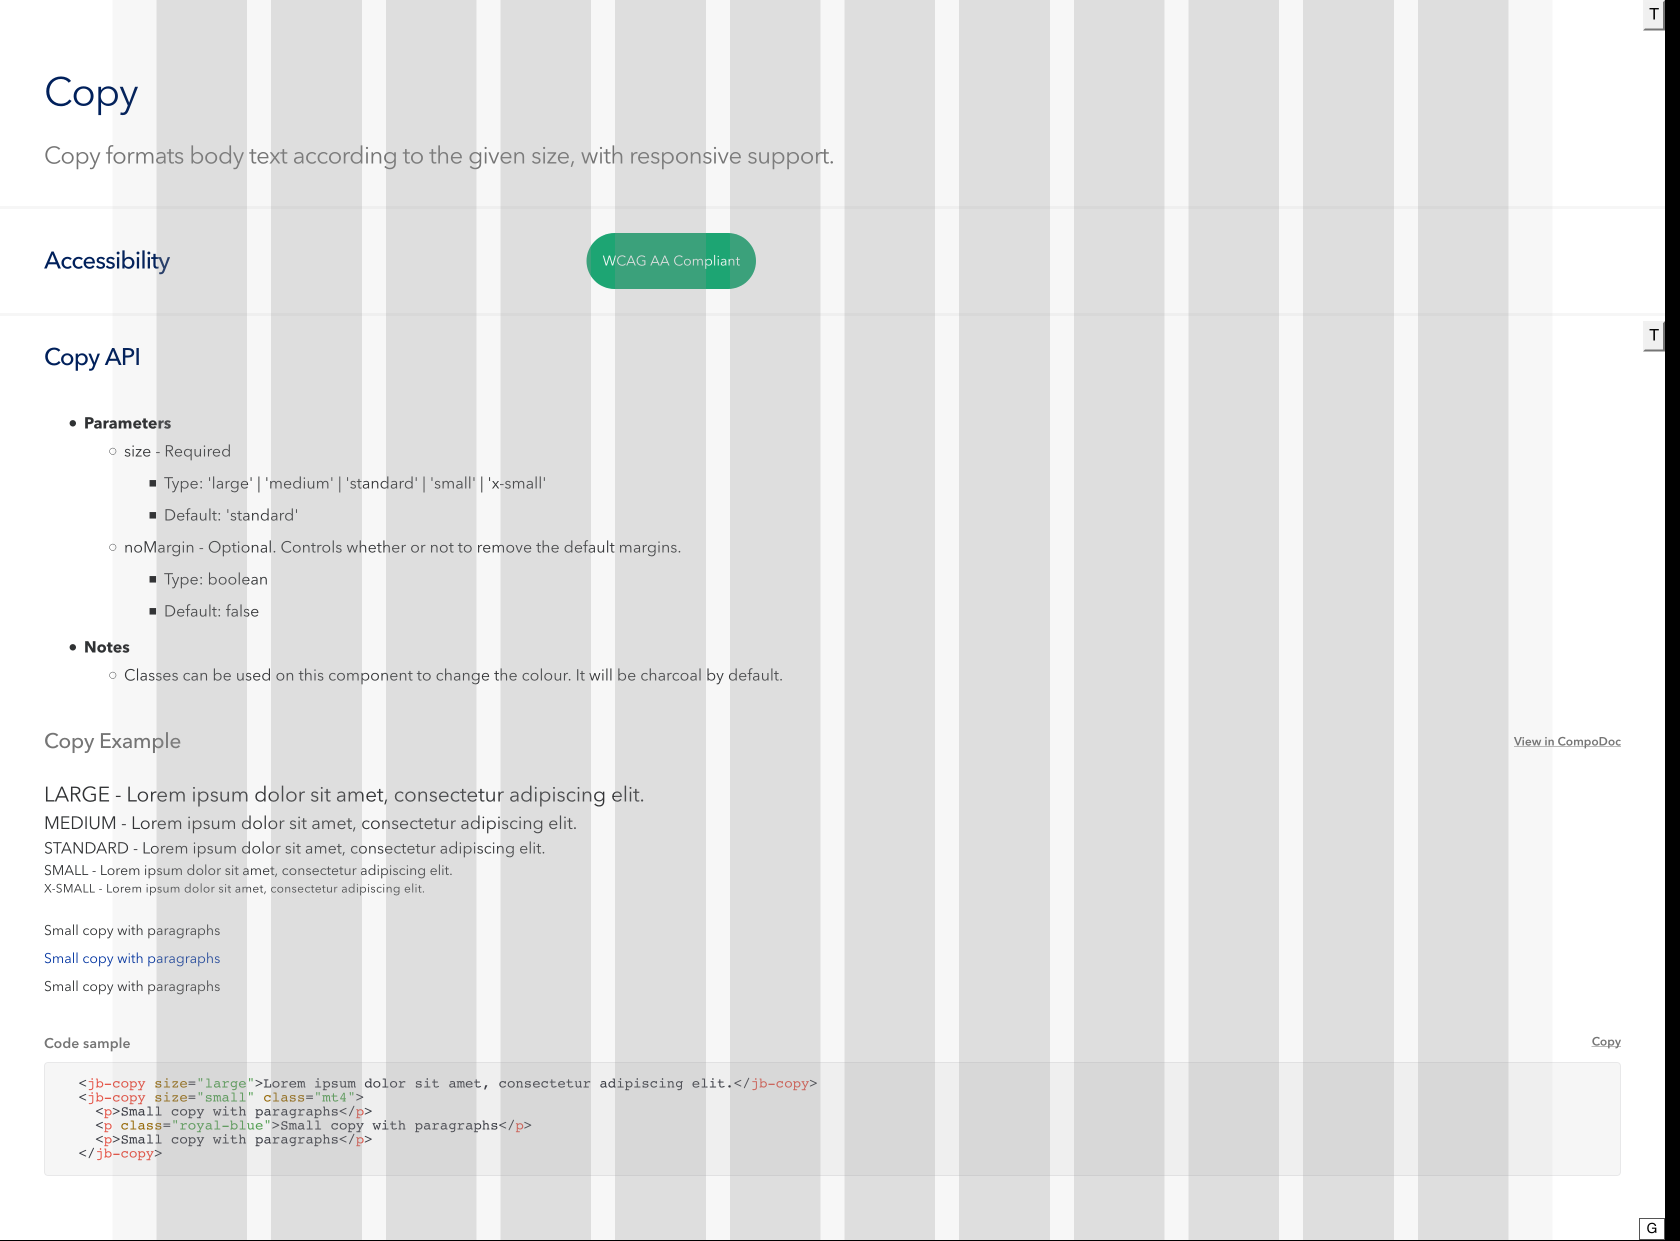 T
Copy
Copy formats body text according to the given size, with responsive support.
Accessibility
WCAG AA Compliant
Copy API
T
Parameters
size - Required
Type: 'large' | 'medium' | 'standard' | 'small' | 'x-small'
Default: 'standard'
noMargin - Optional. Controls whether or not to remove the default margins.
Type: boolean
Default: false
Notes
Classes can be used on this component to change the colour. It will be charcoal by default.
Copy Example
View in CompoDoc
LARGE - Lorem ipsum dolor sit amet, consectetur adipiscing elit.
MEDIUM - Lorem ipsum dolor sit amet, consectetur adipiscing elit.
STANDARD - Lorem ipsum dolor sit amet, consectetur adipiscing elit.
SMALL - Lorem ipsum dolor sit amet, consectetur adipiscing elit.
X-SMALL - Lorem ipsum dolor sit amet, consectetur adipiscing elit.
Small copy with paragraphs
Small copy with paragraphs
Small copy with paragraphs
Code sample
Copy
<jb-copy size="large">Lorem ipsum dolor sit amet, consectetur adipiscing elit.</jb-copy>
<jb-copy size="small" class="mt4">
  <p>Small copy with paragraphs</p>
  <p class="royal-blue">Small copy with paragraphs</p>
  <p>Small copy with paragraphs</p>
</jb-copy>
G